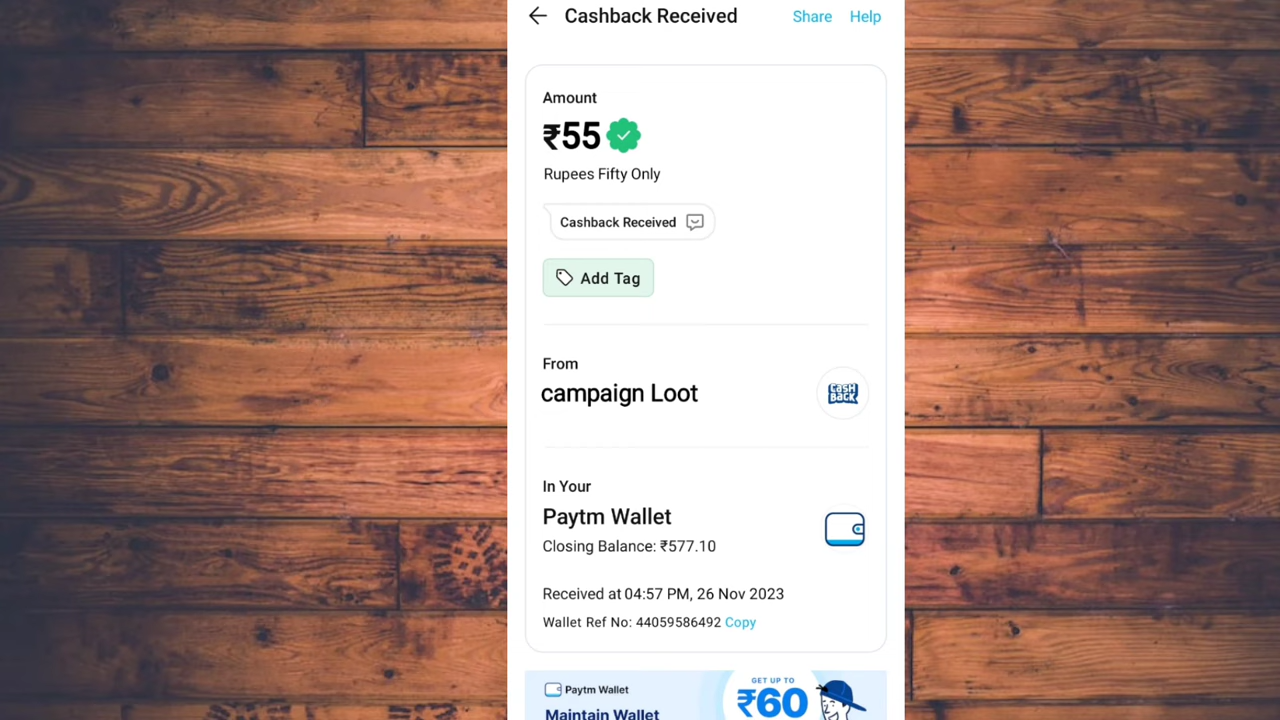 Cashback Received Share Help
Amount
₹55
Rupees Fifty Only
Cashback Received
Add Tag
From
campaign Loot
CASH
BACK
In Your
Paytm Wallet
Closing Balance: ₹577.10
Received at 04:57 PM, 26 Nov 2023
Wallet Ref No: 44059586492 Copy
Paytm Wallet
Maintain Wallet
GET UP TO
₹60